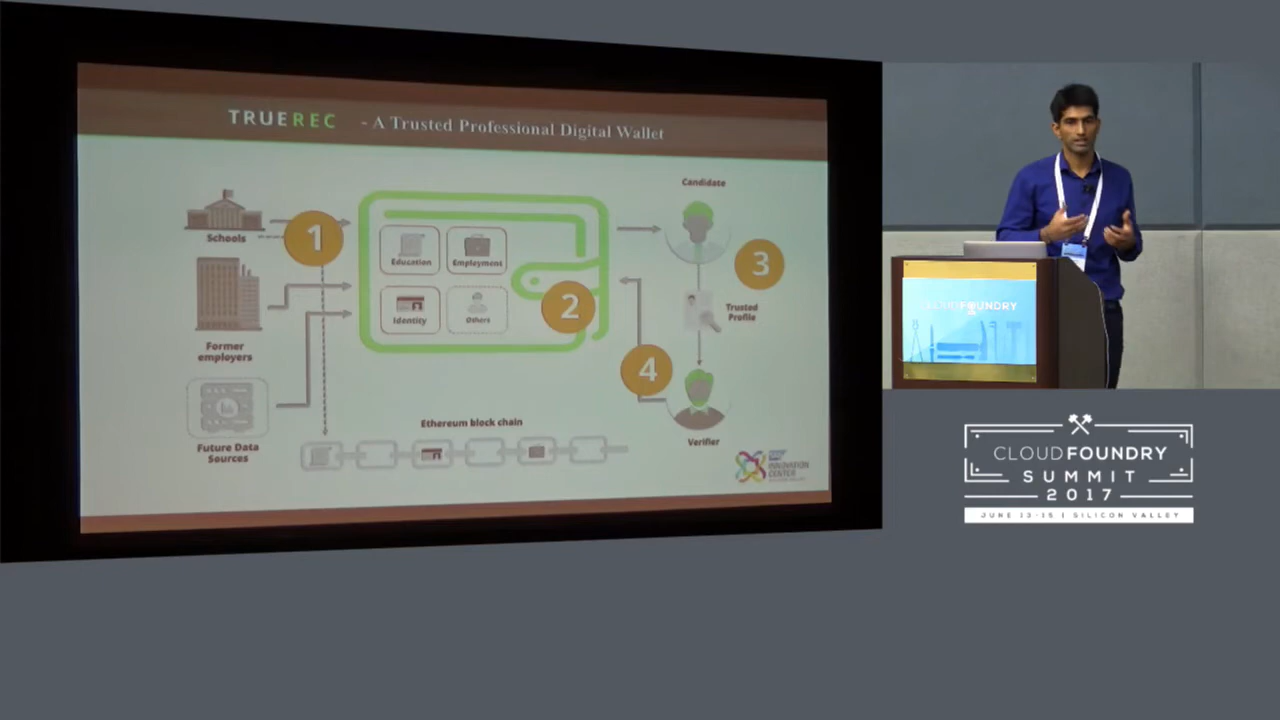 TRUEREC - A Trusted Professional Digital Wallet
Candidate
Schools
1
Education
Employment
3
2
Identity
Others
Trusted
Profile
Former
employers
4
Ethereum block chain
Future Data
Sources
Verifier
INNOVATION
CENTER
CLOUDFOUNDRY
SUMMIT
2017
JUNE 13-15 | SILICON VALLEY